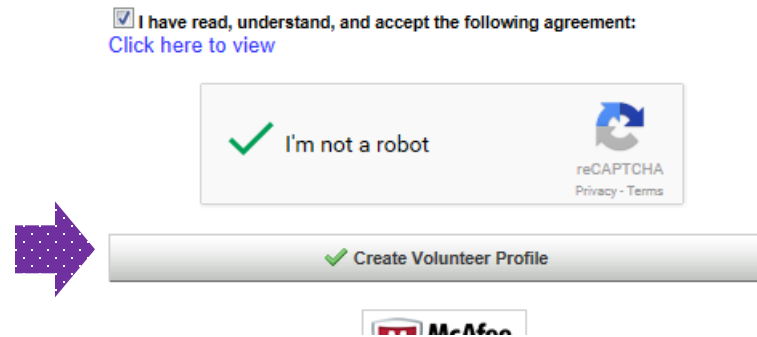 I have read, understand, and accept the following agreement:
Click here to view
I'm not a robot
reCAPTCHA
Privacy - Terms
Create Volunteer Profile
McAfee